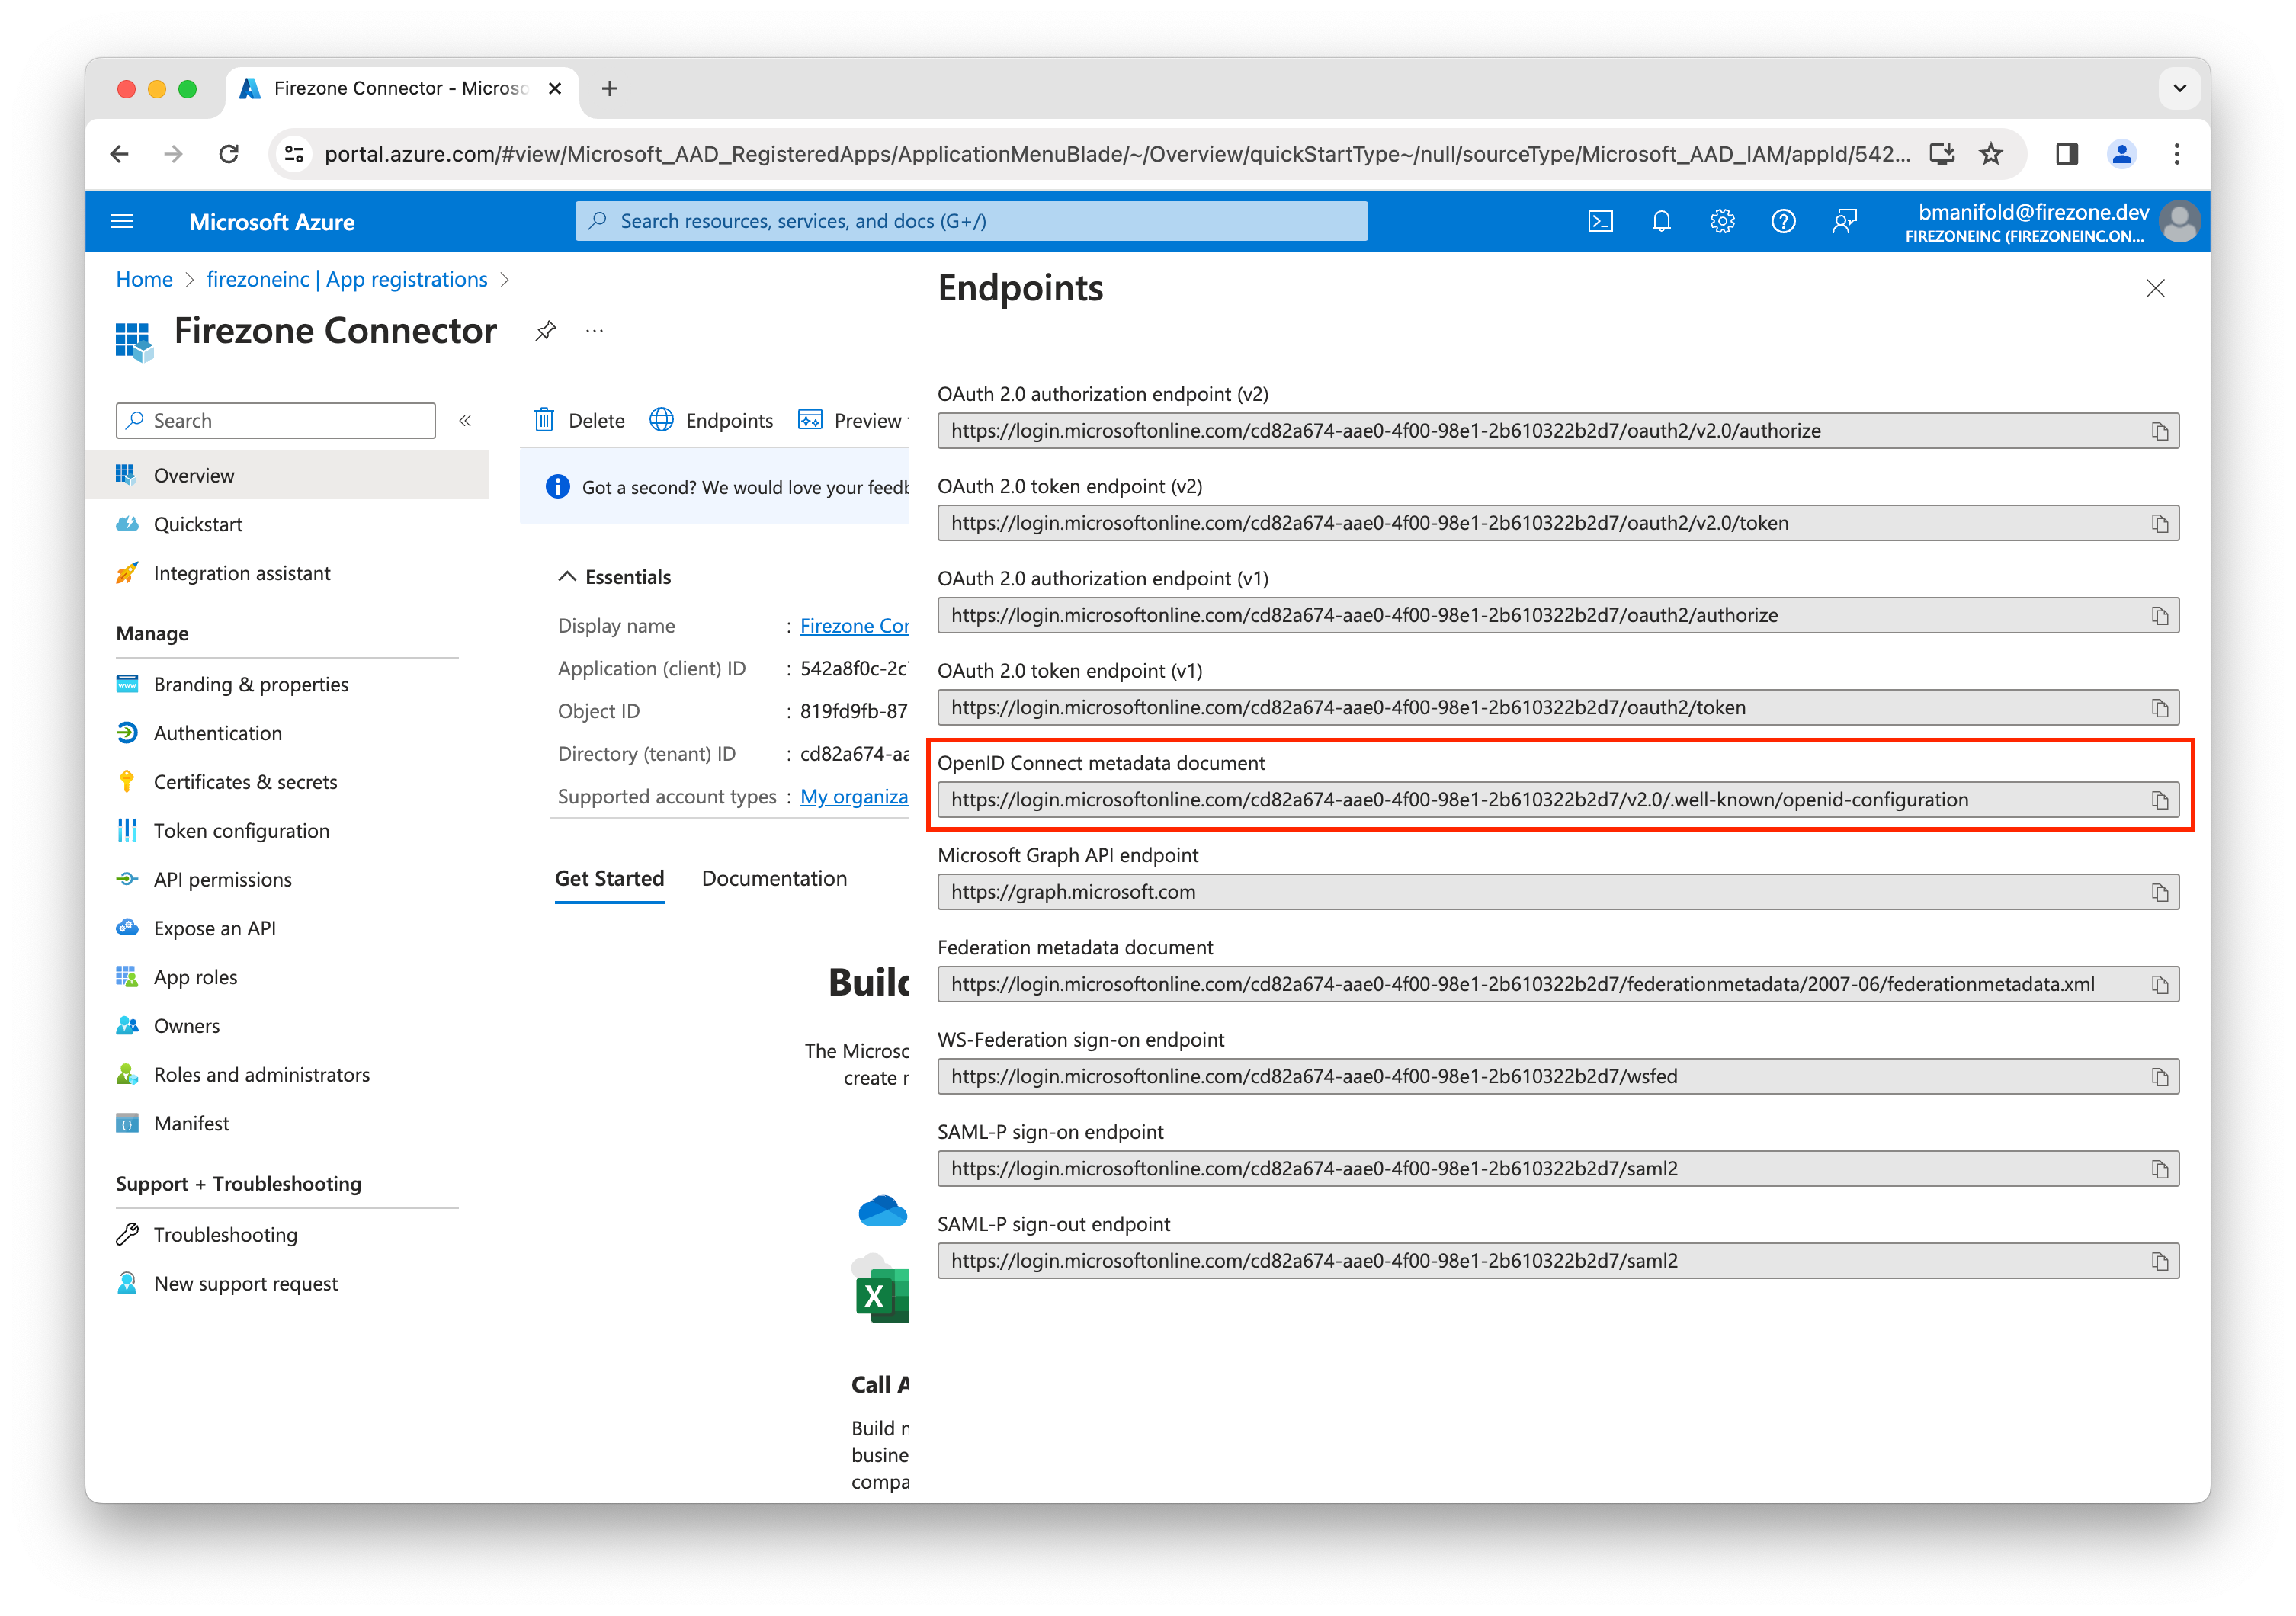 Firezone Connector - Microso
portal.azure.com/#view/Microsoft_AAD_RegisteredApps/ApplicationMenuBlade/~/Overview/quickStartType~/null/sourceType/Microsoft_AAD_IAM/appId/542...
Microsoft Azure
Search resources, services, and docs (G+/)
bmanifold@firezone.dev
FIREZONEINC (FIREZONEINC.ON...
Home > firezoneinc | App registrations >
Firezone Connector
...
Search
«
Overview
Quickstart
Integration assistant
Manage
Branding & properties
Authentication
Certificates & secrets
Token configuration
API permissions
Expose an API
App roles
Owners
Roles and administrators
Manifest
Support + Troubleshooting
Troubleshooting
New support request
Delete
Endpoints
Preview
Got a second? We would love your feedb
Essentials
Display name : Firezone Con
Application (client) ID : 542a8f0c-2c
Object ID : 819fd9fb-87
Directory (tenant) ID : cd82a674-aa
Supported account types : My organiza
Get Started
Documentation
Build
The Microso
create
Call A
Build
busine
compa
Endpoints
OAuth 2.0 authorization endpoint (v2)
https://login.microsoftonline.com/cd82a674-aae0-4f00-98e1-2b610322b2d7/oauth2/v2.0/authorize
OAuth 2.0 token endpoint (v2)
https://login.microsoftonline.com/cd82a674-aae0-4f00-98e1-2b610322b2d7/oauth2/v2.0/token
OAuth 2.0 authorization endpoint (v1)
https://login.microsoftonline.com/cd82a674-aae0-4f00-98e1-2b610322b2d7/oauth2/authorize
OAuth 2.0 token endpoint (v1)
https://login.microsoftonline.com/cd82a674-aae0-4f00-98e1-2b610322b2d7/oauth2/token
OpenID Connect metadata document
https://login.microsoftonline.com/cd82a674-aae0-4f00-98e1-2b610322b2d7/v2.0/.well-known/openid-configuration
Microsoft Graph API endpoint
https://graph.microsoft.com
Federation metadata document
https://login.microsoftonline.com/cd82a674-aae0-4f00-98e1-2b610322b2d7/federationmetadata/2007-06/federationmetadata.xml
WS-Federation sign-on endpoint
https://login.microsoftonline.com/cd82a674-aae0-4f00-98e1-2b610322b2d7/wsfed
SAML-P sign-on endpoint
https://login.microsoftonline.com/cd82a674-aae0-4f00-98e1-2b610322b2d7/saml2
SAML-P sign-out endpoint
https://login.microsoftonline.com/cd82a674-aae0-4f00-98e1-2b610322b2d7/saml2